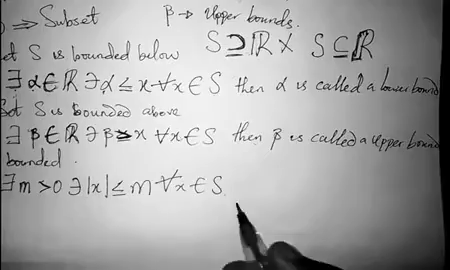 ⇒ Subset β → Upper bounds.
et S is bounded below S ⊇ ℝ X S ⊆ ℝ
∃ α ∈ ℝ ∋ α ≤ x ∀ x ∈ S then α is called a lower bound
Set S is bounded above
∃ β ∈ ℝ ∋ β ≥ x ∀ x ∈ S then β is called a upper bound
bounded.
∃ m > 0 ∋ |x| ≤ m ∀ x ∈ S.